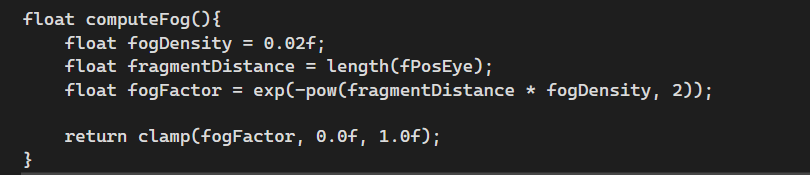 float computeFog(){
    float fogDensity = 0.02f;
    float fragmentDistance = length(fPosEye);
    float fogFactor = exp(-pow(fragmentDistance * fogDensity, 2));

    return clamp(fogFactor, 0.0f, 1.0f);
}